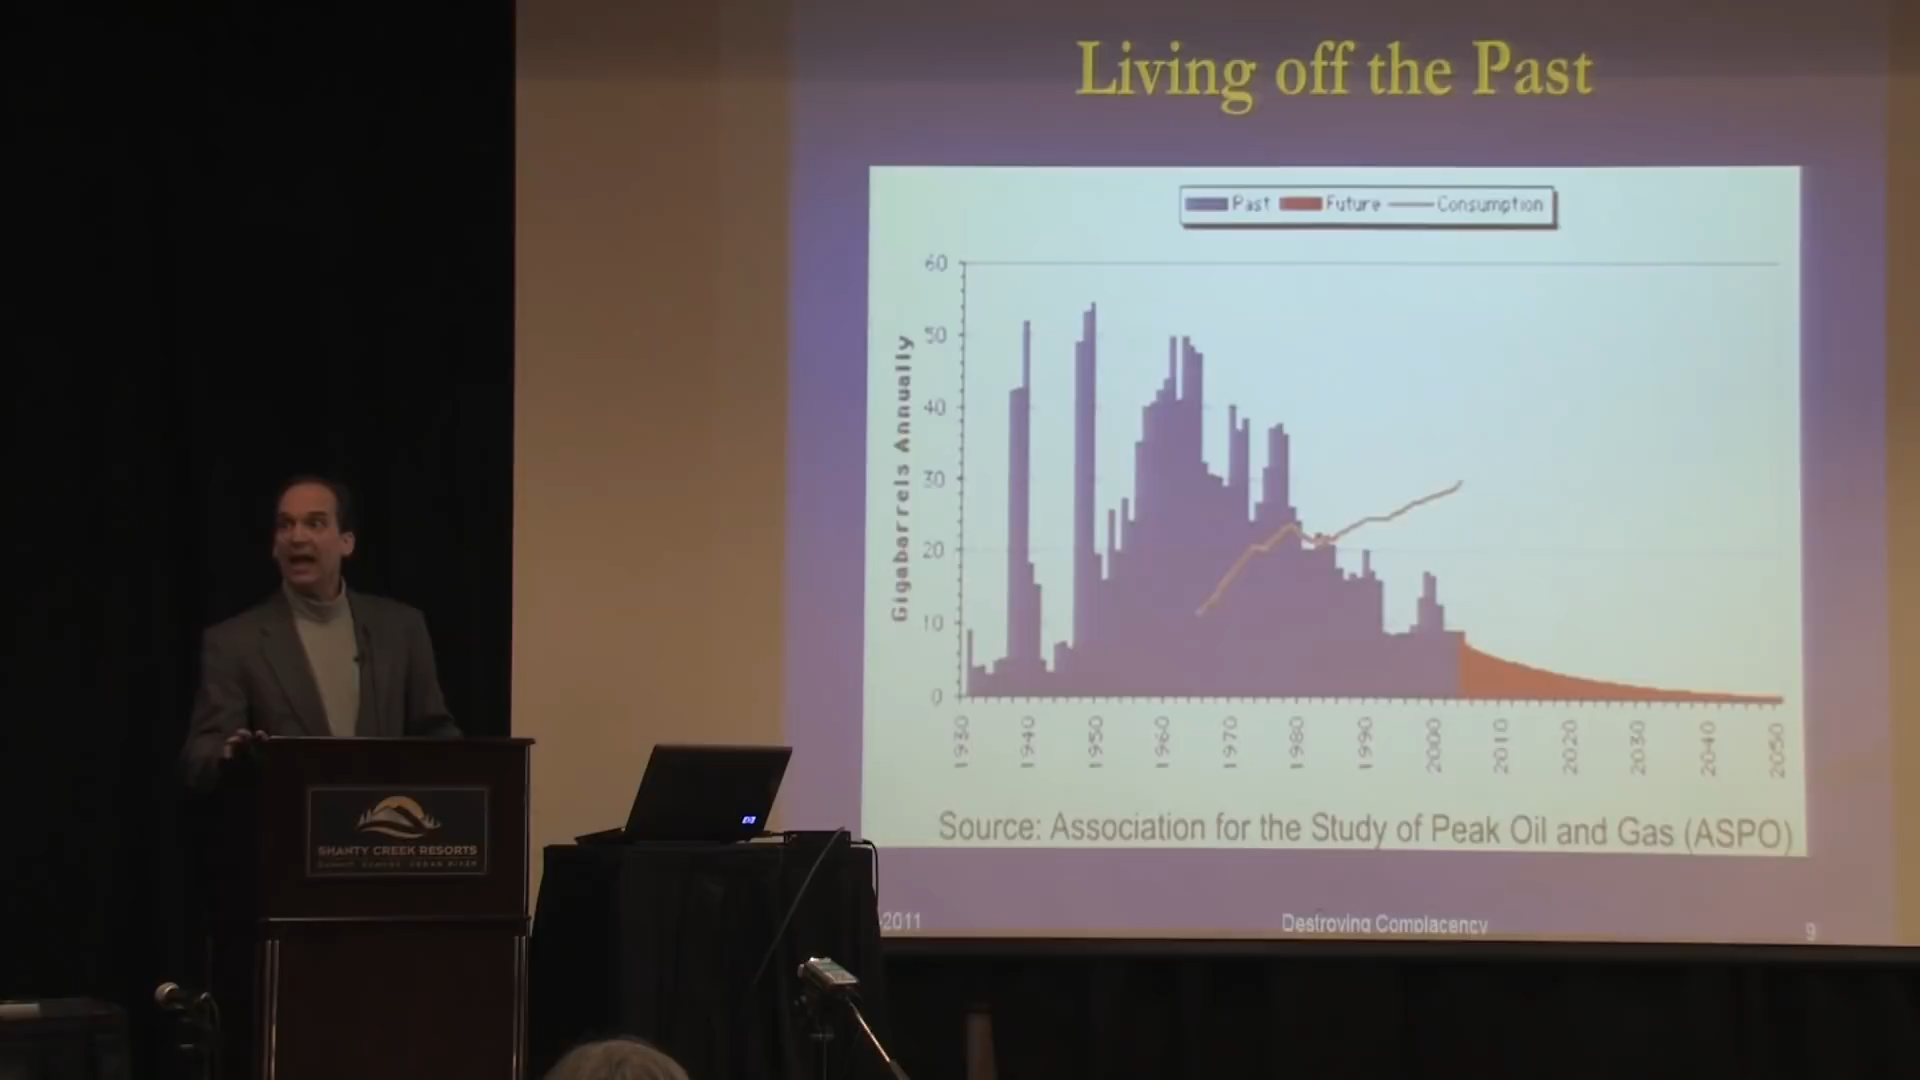 Living off the Past
Past Future Consumption
60
50
40
30
20
10
0
Gigabarrels Annually
1930 1940 1950 1960 1970 1980 1990 2000 2010 2020 2030 2040 2050
Source: Association for the Study of Peak Oil and Gas (ASPO)
2011 Destroying Complacency 9
SHANTY CREEK RESORTS
hp